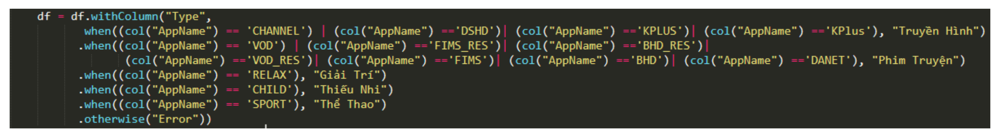 df = df.withColumn("Type",
when((col("AppName") == 'CHANNEL') | (col("AppName") =='DSHD')| (col("AppName") =='KPLUS')| (col("AppName") =='KPlus'), "Truyền Hình")
.when((col("AppName") == 'VOD') | (col("AppName") =='FIMS_RES')| (col("AppName") =='BHD_RES')|
(col("AppName") =='VOD_RES')| (col("AppName") =='FIMS')| (col("AppName") =='BHD')| (col("AppName") =='DANET'), "Phim Truyện")
.when((col("AppName") == 'RELAX'), "Giải Trí")
.when((col("AppName") == 'CHILD'), "Thiếu Nhi")
.when((col("AppName") == 'SPORT'), "Thể Thao")
.otherwise("Error"))